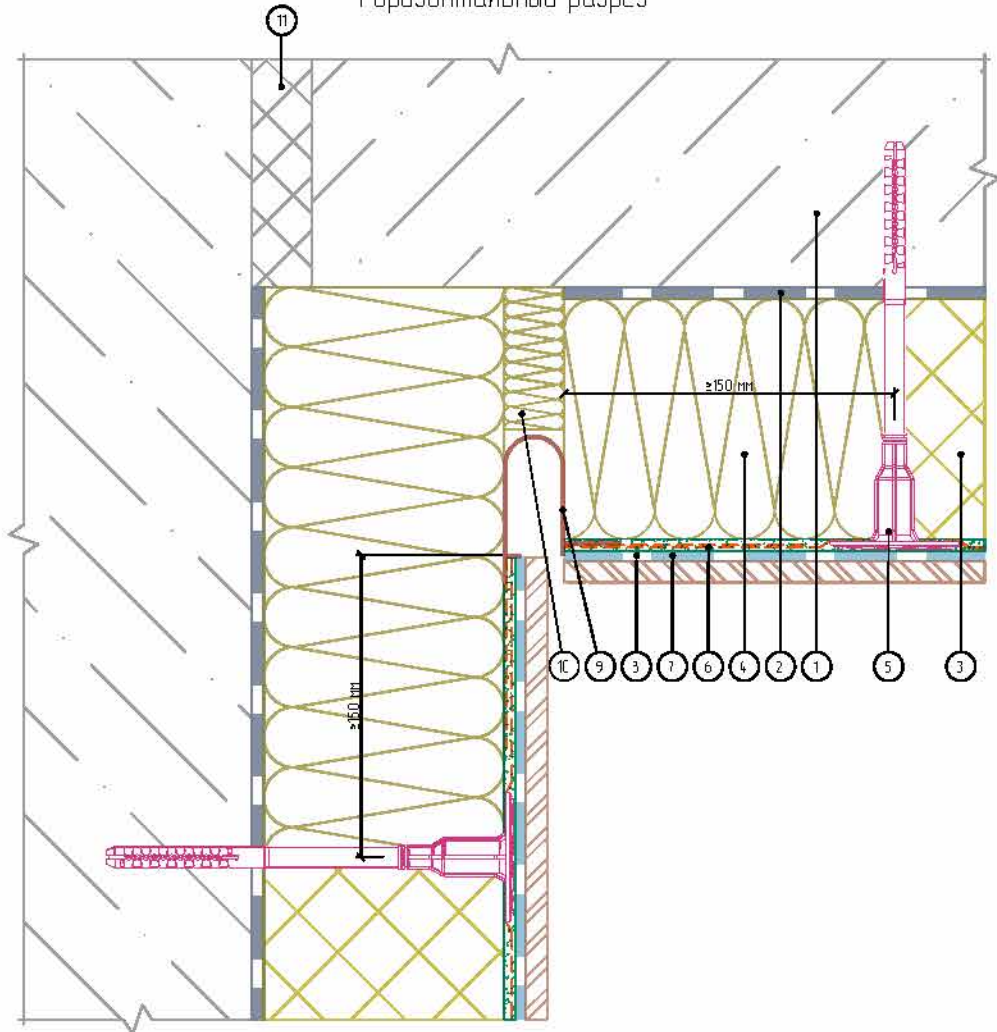 Горизонтальный разрез
11
≥150 мм
≥150 мм
10 9 3 7 6 4 2 1 5 3